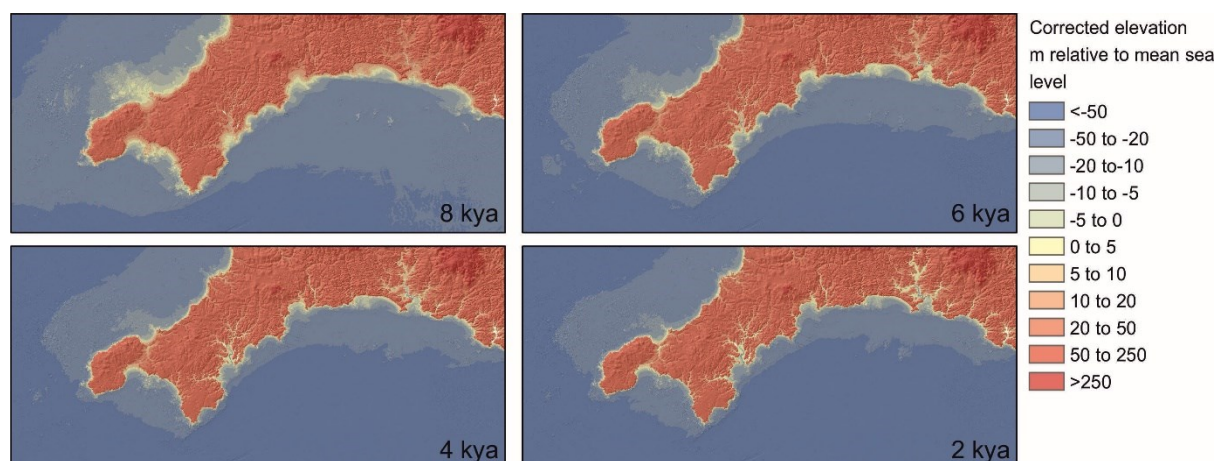 8 kya
6 kya
4 kya
2 kya
Corrected elevation
m relative to mean sea
level
<-50
-50 to -20
-20 to-10
-10 to -5
-5 to 0
0 to 5
5 to 10
10 to 20
20 to 50
50 to 250
>250